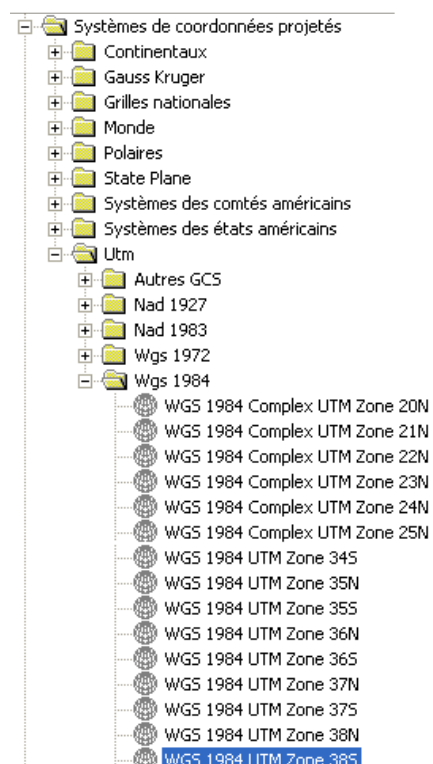 Systèmes de coordonnées projetés
Continentaux
Gauss Kruger
Grilles nationales
Monde
Polaires
State Plane
Systèmes des comtés américains
Systèmes des états américains
Utm
Autres GCS
Nad 1927
Nad 1983
Wgs 1972
Wgs 1984
WGS 1984 Complex UTM Zone 20N
WGS 1984 Complex UTM Zone 21N
WGS 1984 Complex UTM Zone 22N
WGS 1984 Complex UTM Zone 23N
WGS 1984 Complex UTM Zone 24N
WGS 1984 Complex UTM Zone 25N
WGS 1984 UTM Zone 34S
WGS 1984 UTM Zone 35N
WGS 1984 UTM Zone 35S
WGS 1984 UTM Zone 36N
WGS 1984 UTM Zone 36S
WGS 1984 UTM Zone 37N
WGS 1984 UTM Zone 37S
WGS 1984 UTM Zone 38N
WGS 1984 UTM Zone 38S